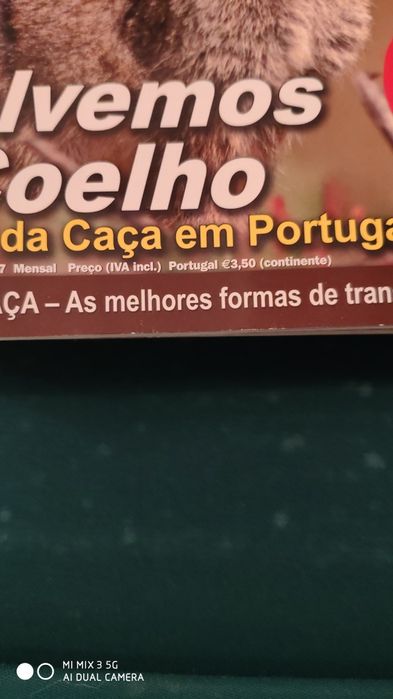 lvemos
Coelho
da Caça em Portuga
7 Mensal Preço (IVA incl.) Portugal €3,50 (continente)
AÇA – As melhores formas de tran
MI MIX 3 5G
AI DUAL CAMERA